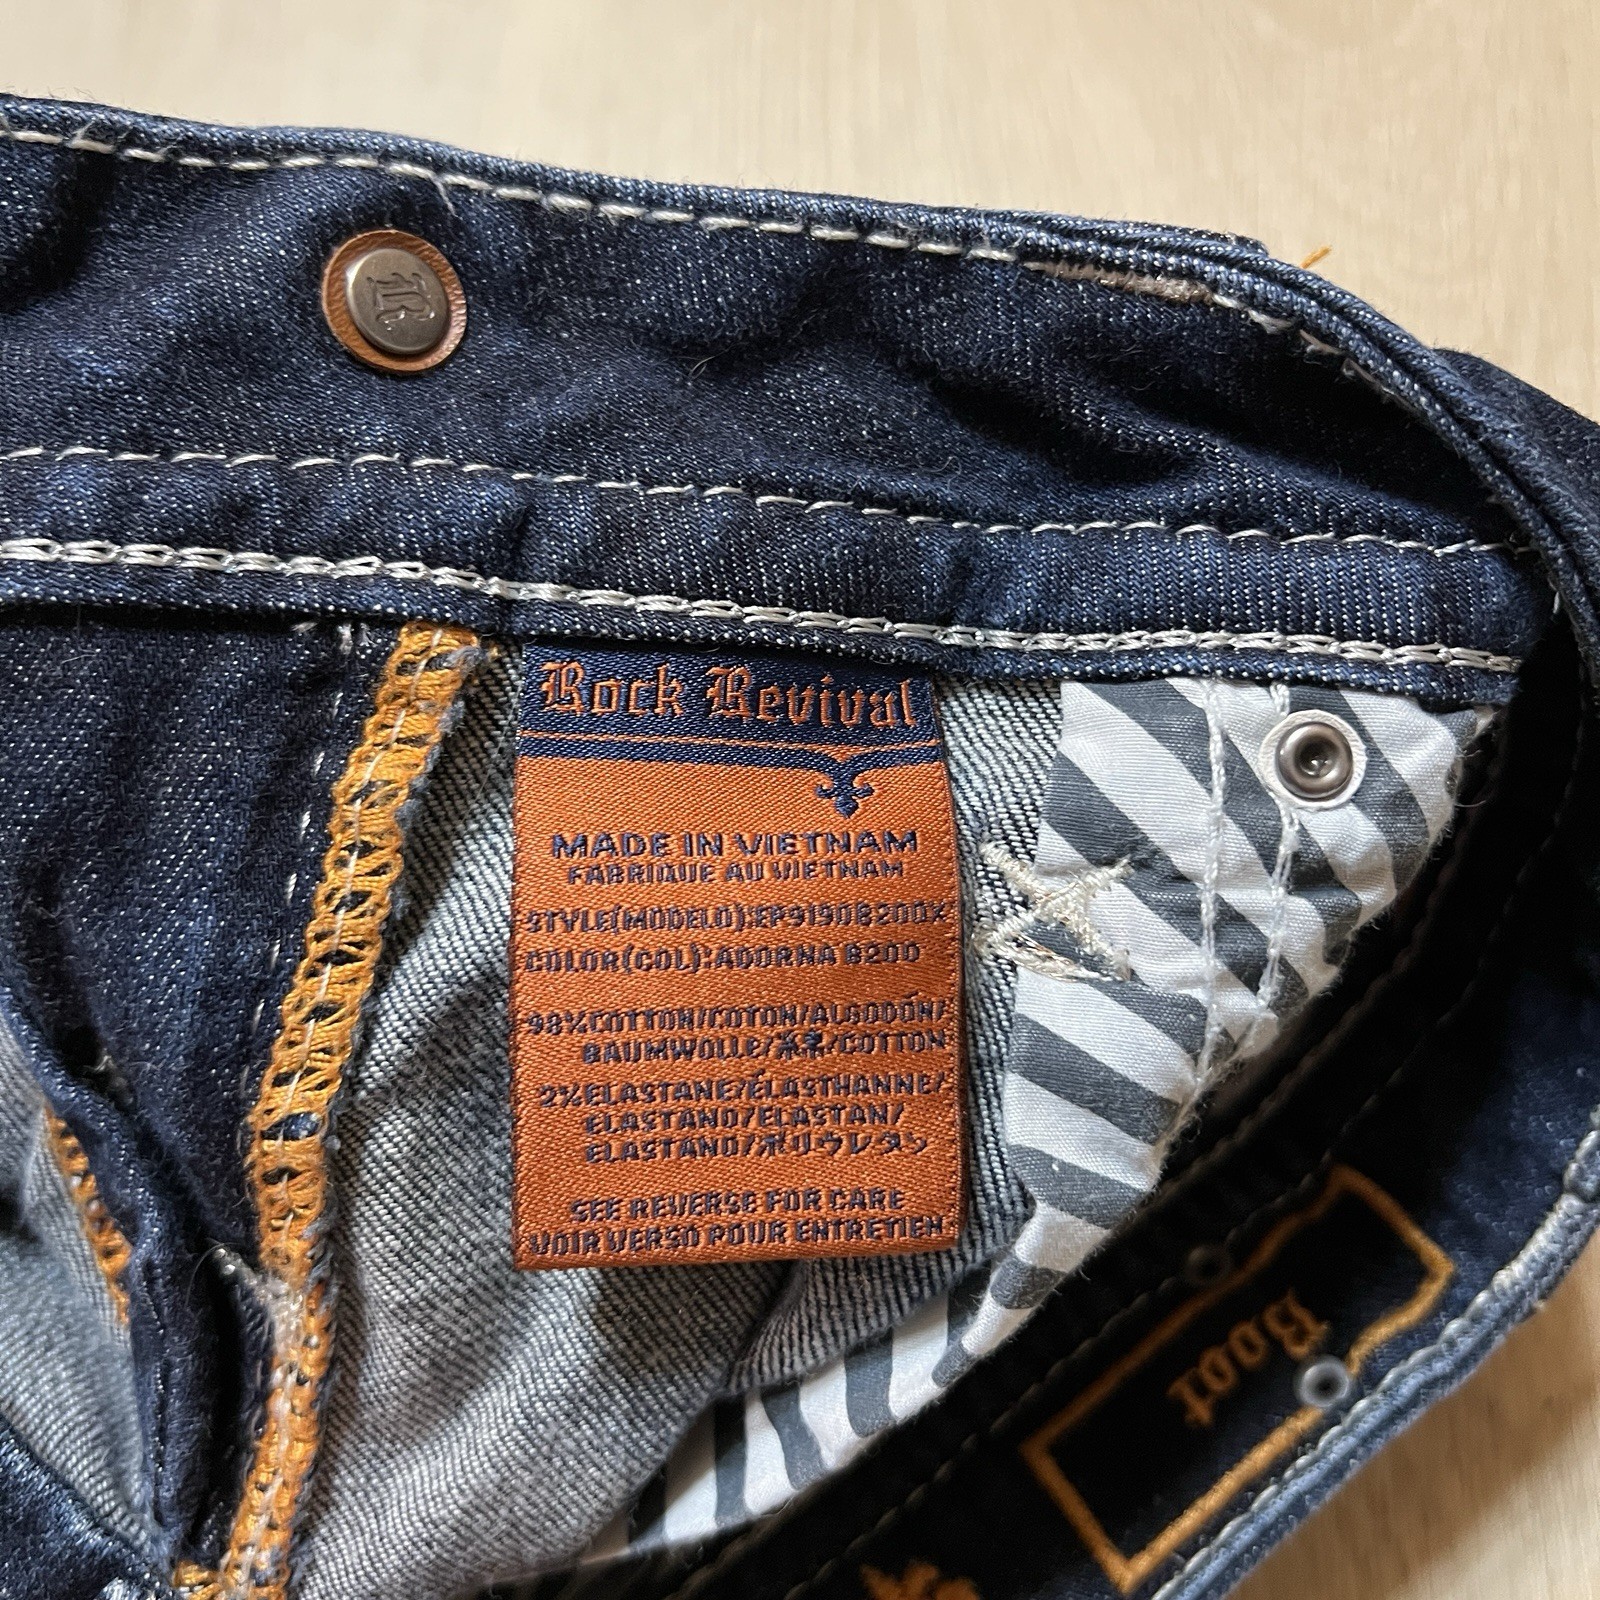 R
Rock Revival
MADE IN VIETNAM
FABRIQUE AU VIETNAM
STYLE(MODELO):EP9190B200X
COLOR(COL):ADORNA B200
98%COTTON/COTON/ALGODÓN/
BAUMWOLLE/木綿/COTTON
2%ELASTANE/ÉLASTHANNE/
ELASTANO/ELASTAN/
ELASTANO/ポリウレタン
SEE REVERSE FOR CARE
VOIR VERSO POUR ENTRETIEN
Boot